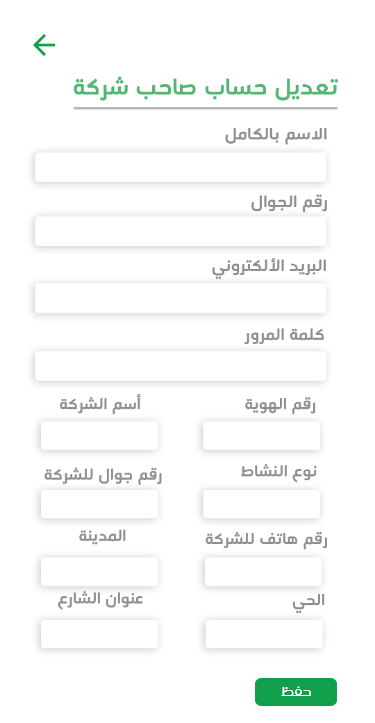 تعديل حساب صاحب شركة
الاسم بالكامل
رقم الجوال
البريد الألكتروني
كلمة المرور
رقم الهوية
أسم الشركة
نوع النشاط
رقم جوال للشركة
رقم هاتف للشركة
المدينة
الحي
عنوان الشارع
حفظ